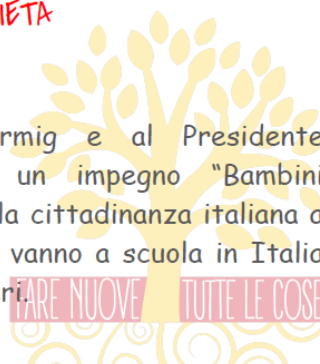 IETA
rmig e al Presidente
un impegno “Bambini
la cittadinanza italiana a
vanno a scuola in Italia
ri.
FARE NUOVE TUTTE LE COSE